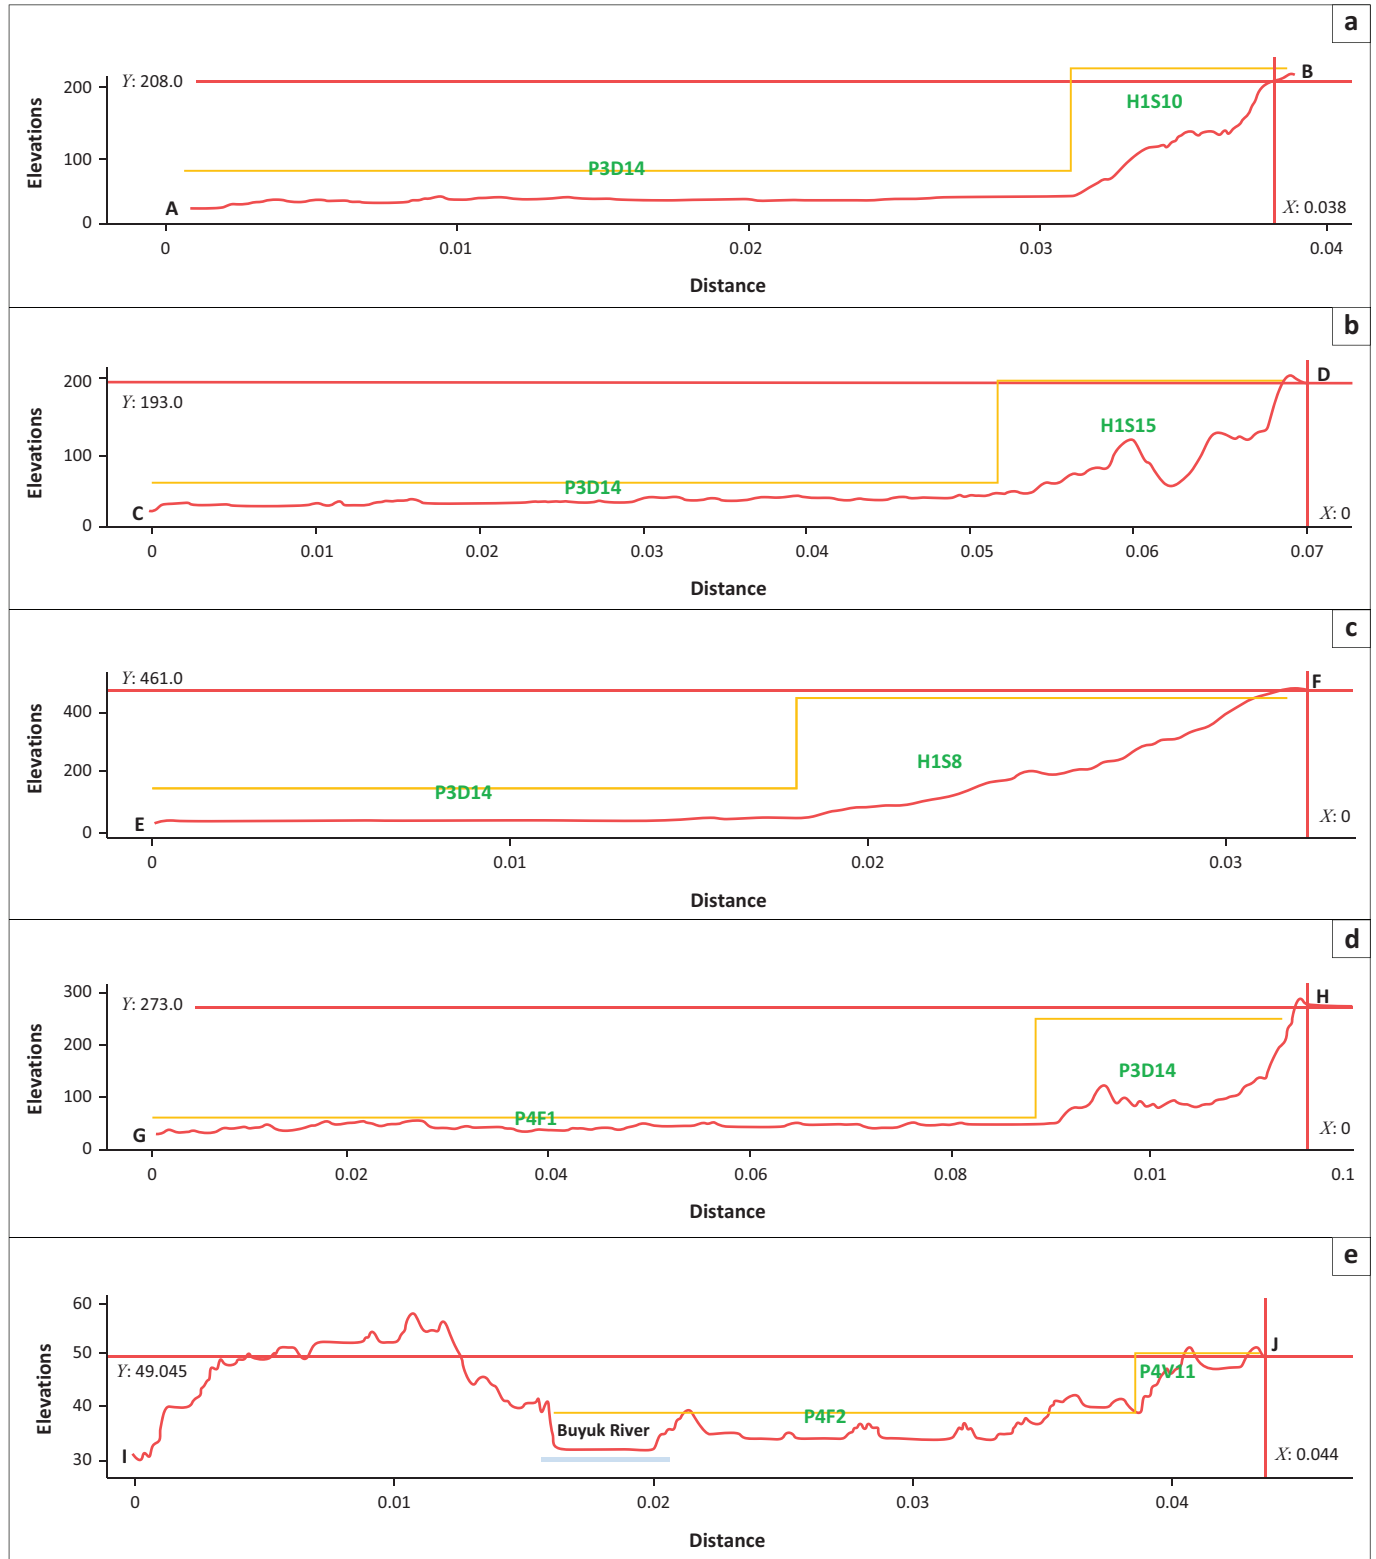 a
Y: 208.0
B
200
H1S10
100
P3D14
A
X: 0.038
0
Elevations
0 0.01 0.02 0.03 0.04
Distance
b
200
D
Y: 193.0
H1S15
100
P3D14
C
X: 0
0
Elevations
0 0.01 0.02 0.03 0.04 0.05 0.06 0.07
Distance
c
Y: 461.0
F
400
H1S8
200
P3D14
E
X: 0
0
Elevations
0 0.01 0.02 0.03
Distance
d
300
H
Y: 273.0
200
P3D14
100
P4F1
G
X: 0
0
Elevations
0 0.02 0.04 0.06 0.08 0.01 0.1
Distance
e
60
J
50
Y: 49.045
P4V11
40
P4F2
Buyuk River
I
X: 0.044
30
Elevations
0 0.01 0.02 0.03 0.04
Distance